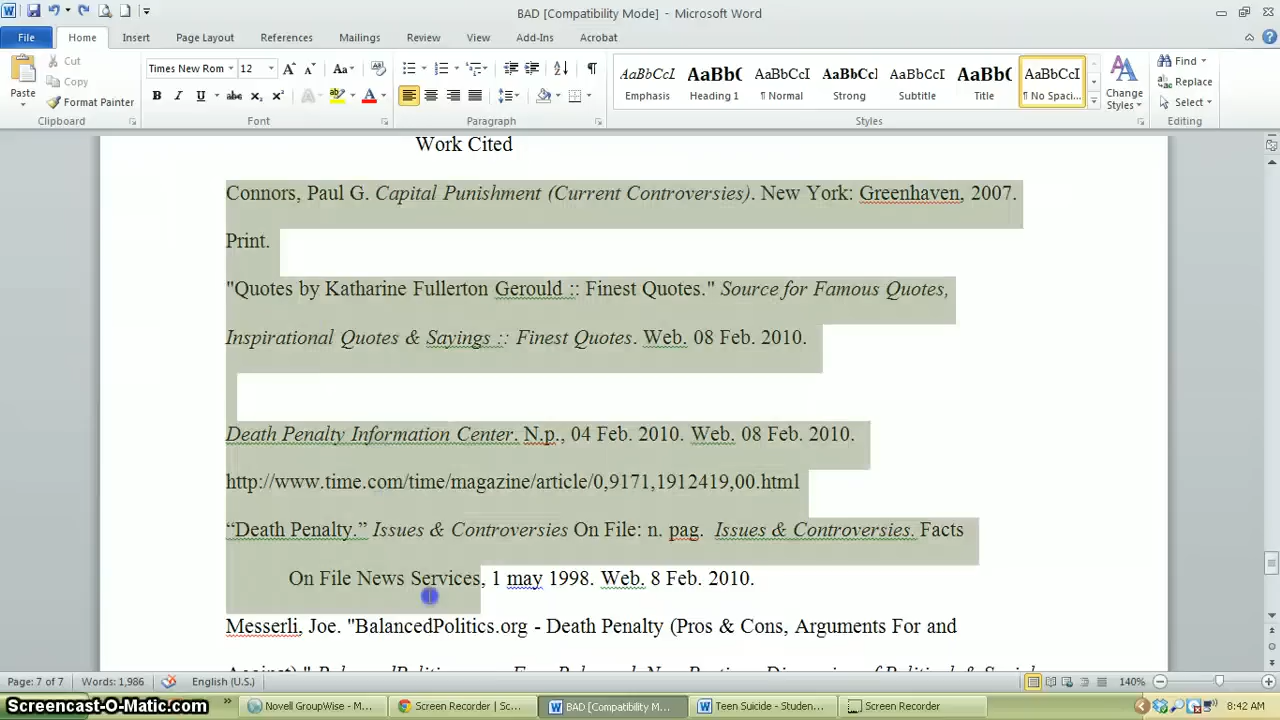 BAD [Compatibility Mode] - Microsoft Word
File Home Insert Page Layout References Mailings Review View Add-Ins Acrobat
Cut
Copy
Format Painter
Paste
Clipboard
Times New Rom 12
Font
Paragraph
AaBbCcI AaBbC AaBbCcI AaBbCcl AaBbCcI AaBbC AaBbCcI
Emphasis Heading 1 ¶ Normal Strong Subtitle Title ¶ No Spaci...
Change Styles
Styles
Find
Replace
Select
Editing
Work Cited
Connors, Paul G. Capital Punishment (Current Controversies). New York: Greenhaven, 2007.
Print.
"Quotes by Katharine Fullerton Gerould :: Finest Quotes." Source for Famous Quotes,
Inspirational Quotes & Sayings :: Finest Quotes. Web. 08 Feb. 2010.
Death Penalty Information Center. N.p., 04 Feb. 2010. Web. 08 Feb. 2010.
http://www.time.com/time/magazine/article/0,9171,1912419,00.html
“Death Penalty.” Issues & Controversies On File: n. pag.  Issues & Controversies. Facts
On File News Services, 1 may 1998. Web. 8 Feb. 2010.
Messerli, Joe. "BalancedPolitics.org - Death Penalty (Pros & Cons, Arguments For and
Page: 7 of 7 Words: 1,986 English (U.S.) 140%
Screencast-O-Matic.com Novell GroupWise - M... Screen Recorder | Sc... BAD [Compatibility M... Teen Suicide - Studen... Screen Recorder 8:42 AM